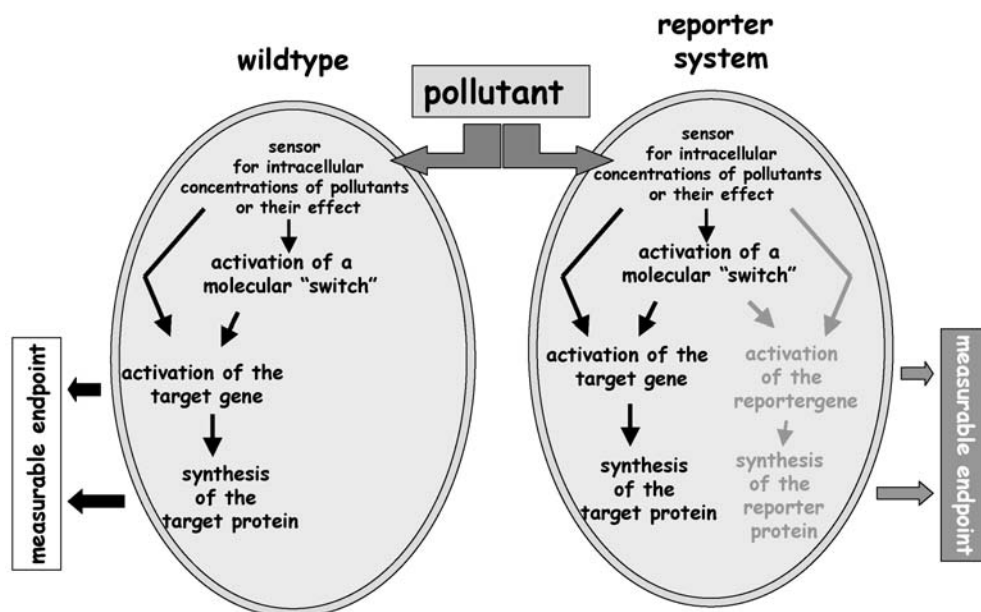 wildtype
reporter
system
pollutant
sensor
for intracellular
concentrations of pollutants
or their effect
activation of a
molecular “switch”
activation of the
target gene
synthesis
of the
target protein
measurable endpoint
sensor
for intracellular
concentrations of pollutants
or their effect
activation of a
molecular “switch”
activation of the
target gene
synthesis
of the
target protein
activation
of the
reportergene
synthesis
of the
reporter
protein
measurable endpoint